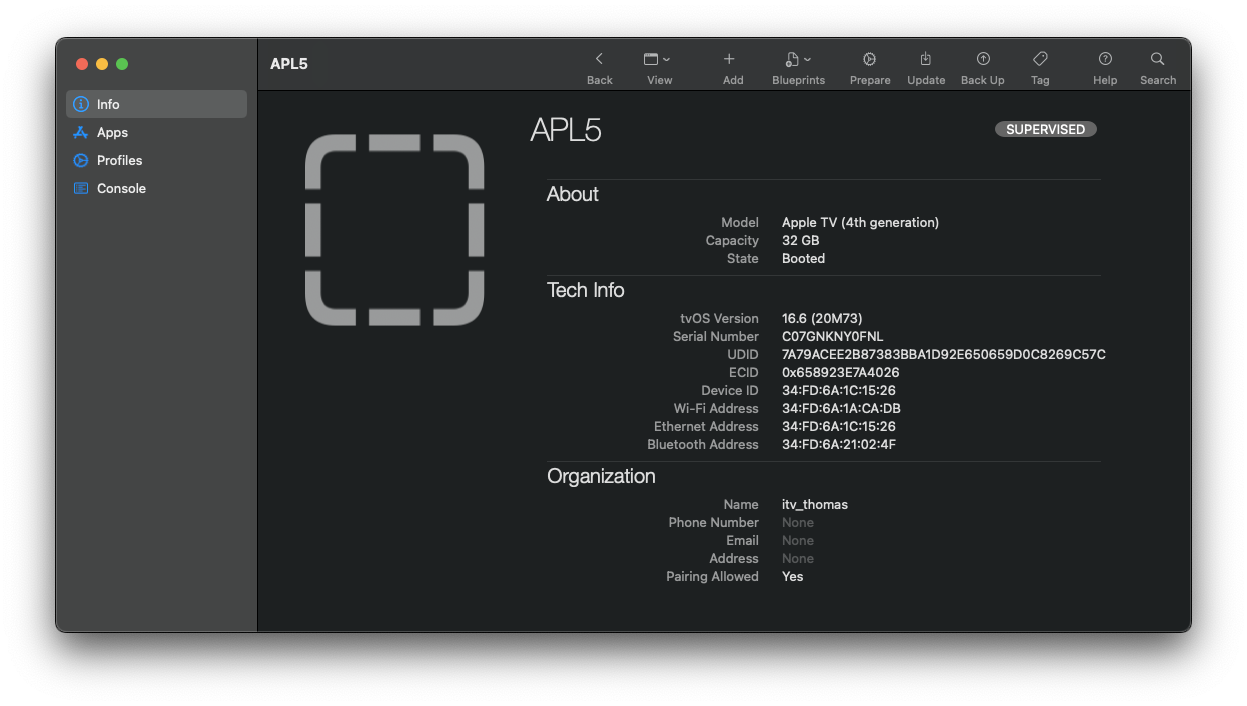 APL5
Back
View
Add
Blueprints
Prepare
Update
Back Up
Tag
Help
Search
Info
Apps
Profiles
Console
APL5
SUPERVISED
About
Model Apple TV (4th generation)
Capacity 32 GB
State Booted
Tech Info
tvOS Version 16.6 (20M73)
Serial Number C07GNKNY0FNL
UDID 7A79ACEE2B87383BBA1D92E650659D0C8269C57C
ECID 0x658923E7A4026
Device ID 34:FD:6A:1C:15:26
Wi-Fi Address 34:FD:6A:1A:CA:DB
Ethernet Address 34:FD:6A:1C:15:26
Bluetooth Address 34:FD:6A:21:02:4F
Organization
Name itv_thomas
Phone Number None
Email None
Address None
Pairing Allowed Yes